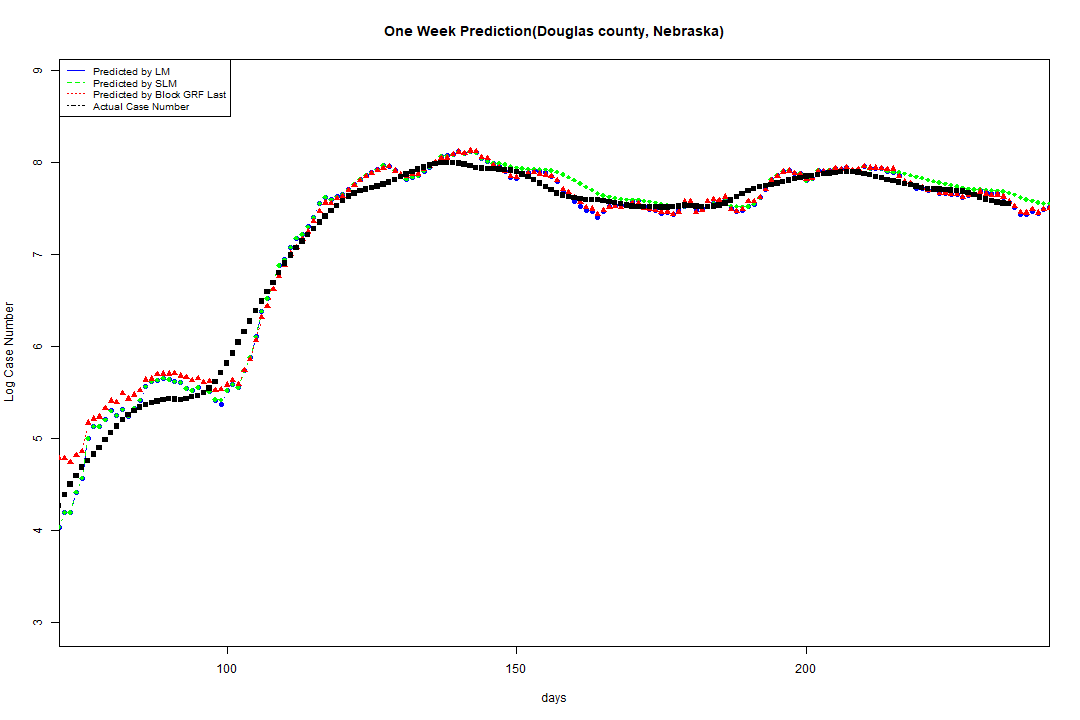 One Week Prediction(Douglas county, Nebraska)
Predicted by LM
Predicted by SLM
Predicted by Block GRF Last
Actual Case Number
9
8
7
6
5
4
3
Log Case Number
100 150 200
days